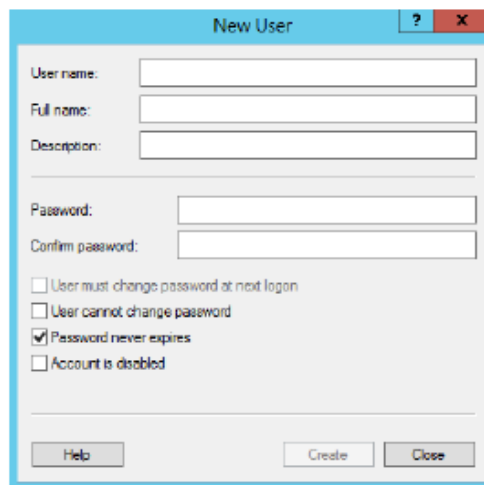 New User
? x
User name:
Full name:
Description:
Password:
Confirm password:
User must change password at next logon
User cannot change password
Password never expires
Account is disabled
Help Create Close